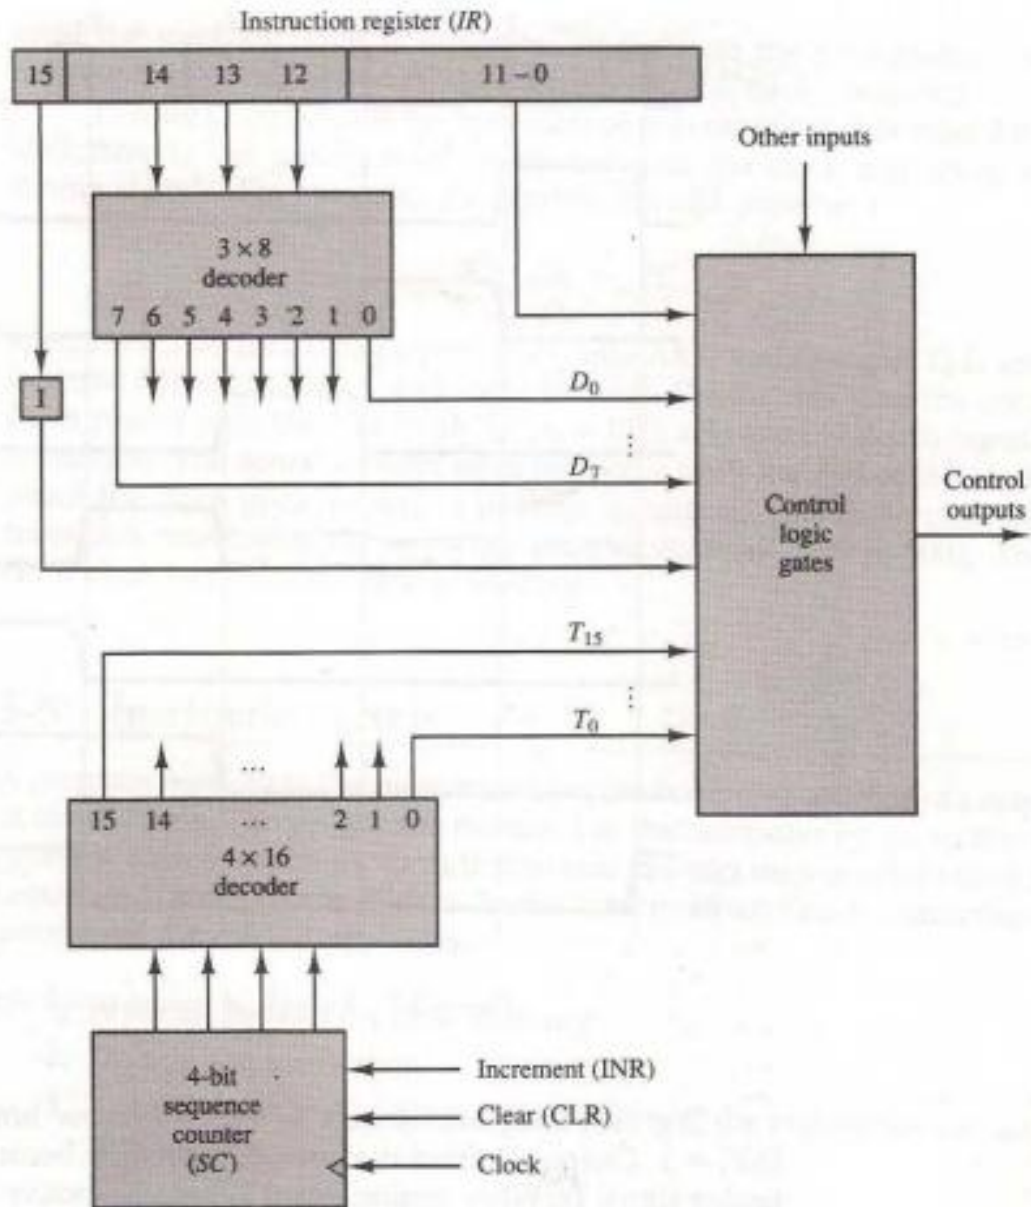 Instruction register (IR)
15 14 13 12 11 – 0
Other inputs
3 × 8
decoder
7 6 5 4 3 2 1 0
1
D0
⋮
D7
Control
logic
gates
Control
outputs
T15
⋮
T0
...
15 14 ... 2 1 0
4 × 16
decoder
4-bit
sequence
counter
(SC)
Increment (INR)
Clear (CLR)
Clock